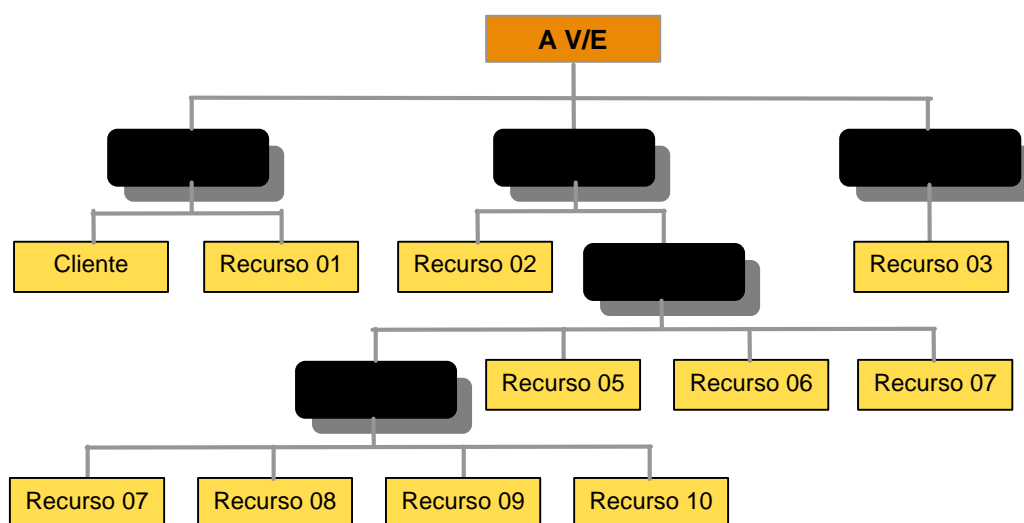 A V/E
Cliente
Recurso 01
Recurso 02
Recurso 03
Recurso 05
Recurso 06
Recurso 07
Recurso 07
Recurso 08
Recurso 09
Recurso 10